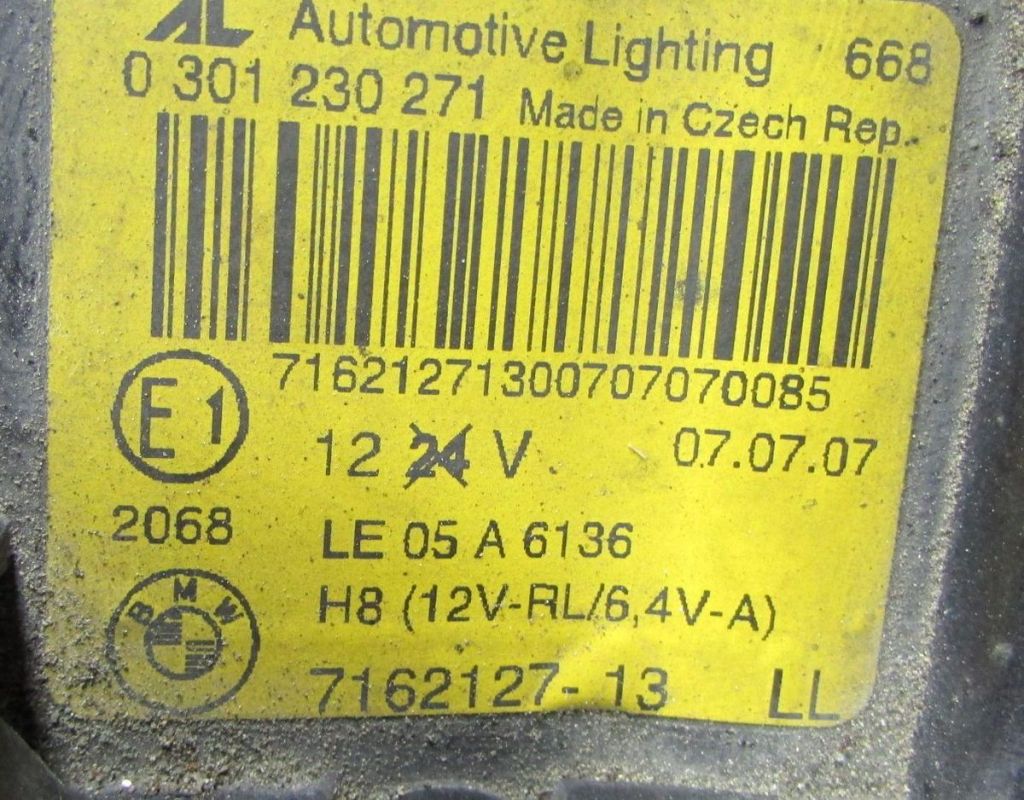 AL Automotive Lighting 668
0 301 230 271 Made in Czech Rep.
71621271300707070085
E1
12 24 V. 07.07.07
2068
LE 05 A 6136
H8 (12V-RL/6,4V-A)
BMW
7162127-13 LL